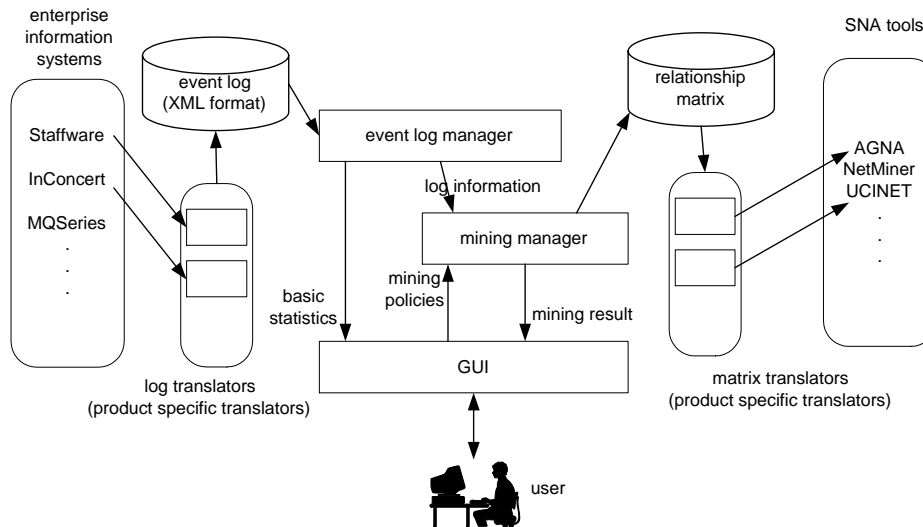 enterprise
information
systems
SNA tools
event log
(XML format)
relationship
matrix
Staffware
InConcert
MQSeries
.
.
.
event log manager
log information
mining manager
AGNA
NetMiner
UCINET
.
.
.
basic
statistics
mining
policies
mining result
GUI
log translators
(product specific translators)
matrix translators
(product specific translators)
user